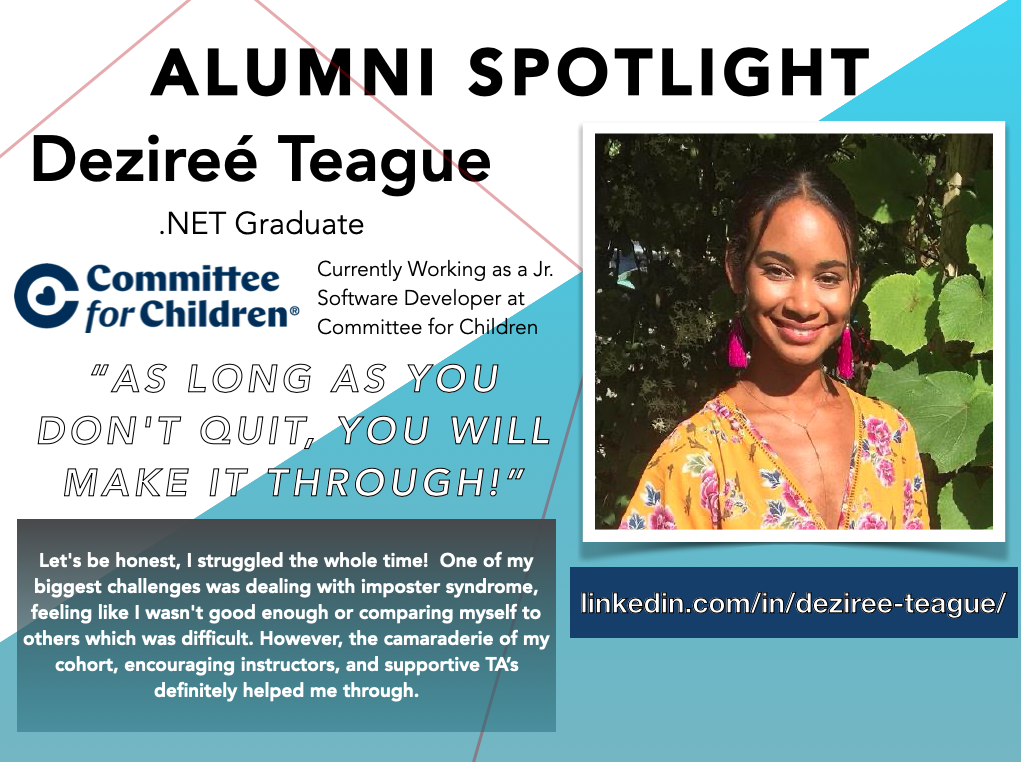 ALUMNI SPOTLIGHT
Dezireé Teague
.NET Graduate
Committee
for Children®
Currently Working as a Jr.
Software Developer at
Committee for Children
"AS LONG AS YOU
DON'T QUIT, YOU WILL
MAKE IT THROUGH!"
Let's be honest, I struggled the whole time!  One of my
biggest challenges was dealing with imposter syndrome,
feeling like I wasn't good enough or comparing myself to
others which was difficult. However, the camaraderie of my
cohort, encouraging instructors, and supportive TA’s
definitely helped me through.
linkedin.com/in/deziree-teague/